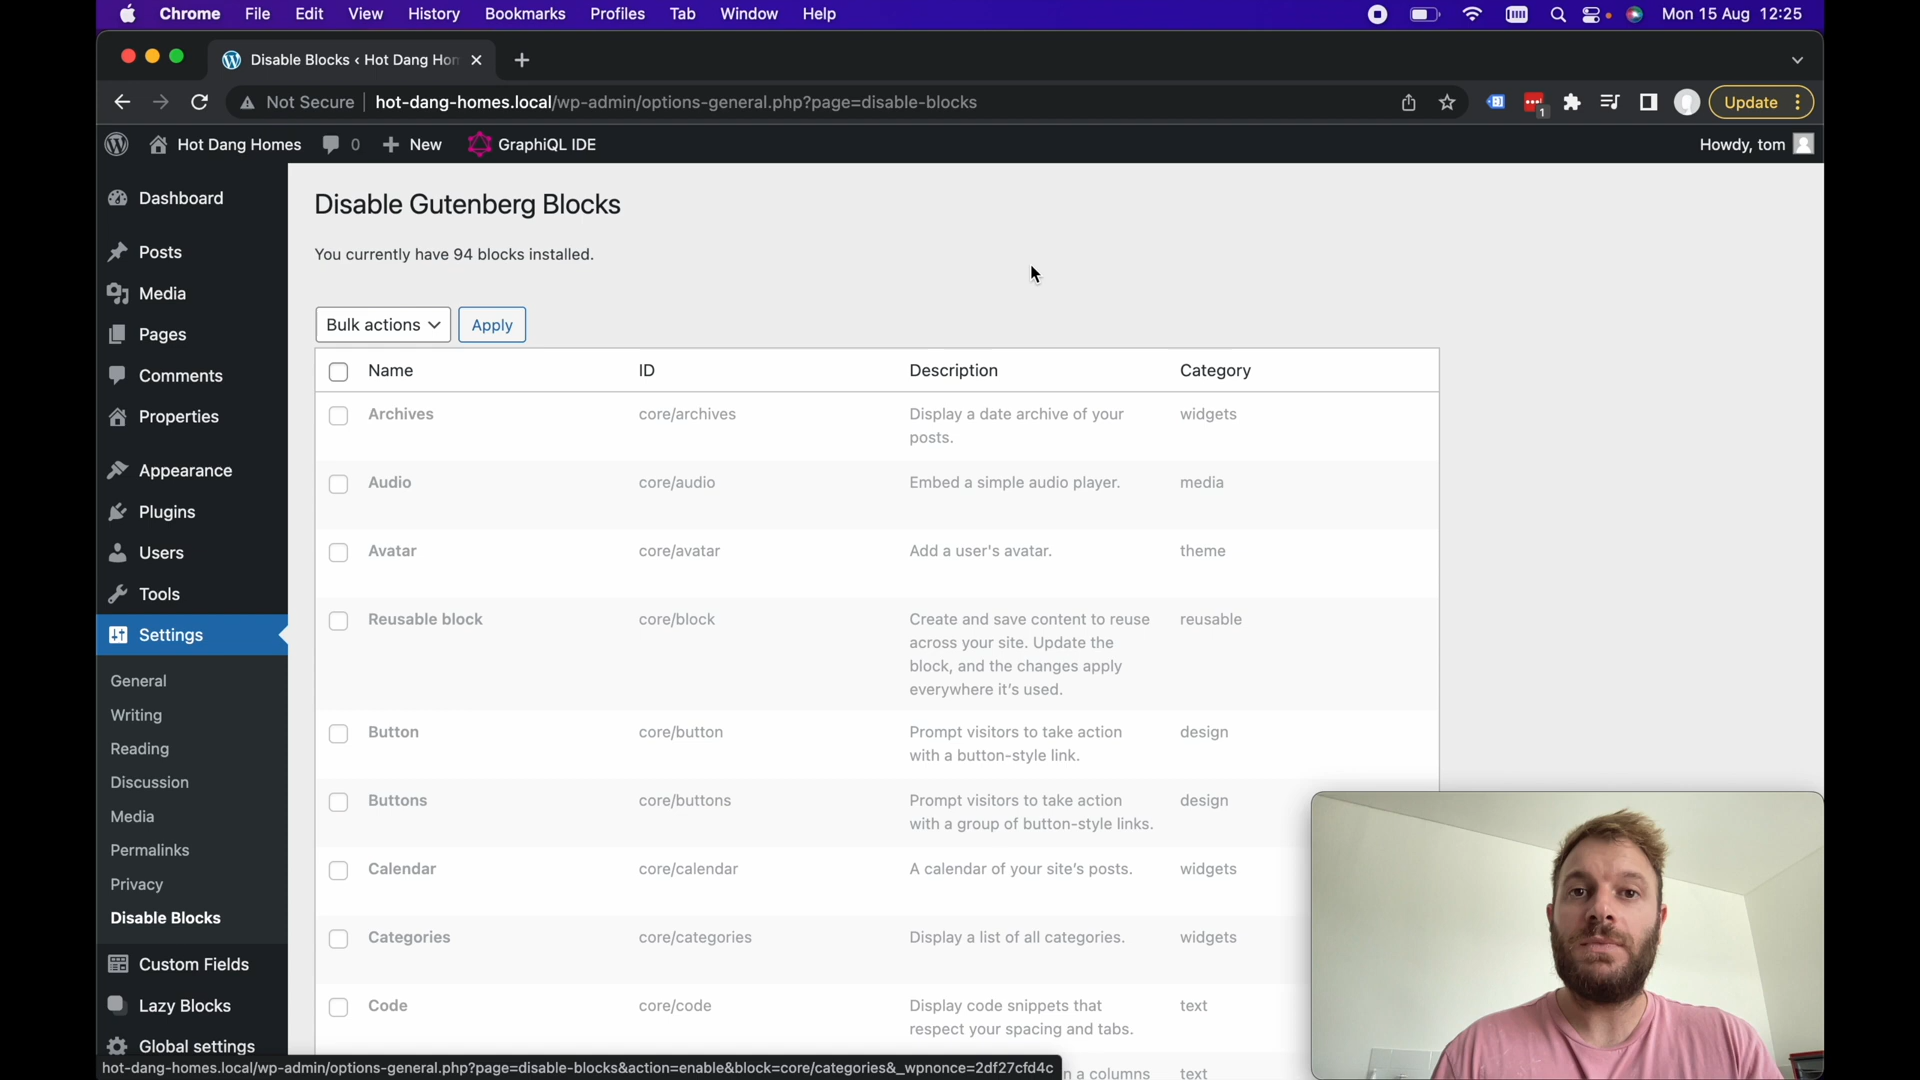 Chrome File Edit View History Bookmarks Profiles Tab Window Help Mon 15 Aug 12:25
Disable Blocks ‹ Hot Dang Hom
Not Secure hot-dang-homes.local/wp-admin/options-general.php?page=disable-blocks 1 Update
Hot Dang Homes 0 New GraphiQL IDE Howdy, tom
Dashboard
Posts
Media
Pages
Comments
Properties
Appearance
Plugins
Users
Tools
Settings
General
Writing
Reading
Discussion
Media
Permalinks
Privacy
Disable Blocks
Custom Fields
Lazy Blocks
Global settings
Disable Gutenberg Blocks
You currently have 94 blocks installed.
Bulk actions Apply
Name ID Description Category
Archives core/archives Display a date archive of your widgets
posts.
Audio core/audio Embed a simple audio player. media
Avatar core/avatar Add a user's avatar. theme
Reusable block core/block Create and save content to reuse reusable
across your site. Update the
block, and the changes apply
everywhere it's used.
Button core/button Prompt visitors to take action design
with a button-style link.
Buttons core/buttons Prompt visitors to take action design
with a group of button-style links.
Calendar core/calendar A calendar of your site's posts. widgets
Categories core/categories Display a list of all categories. widgets
Code core/code Display code snippets that text
respect your spacing and tabs.
n a columns text
hot-dang-homes.local/wp-admin/options-general.php?page=disable-blocks&action=enable&block=core/categories&_wpnonce=2df27cfd4c